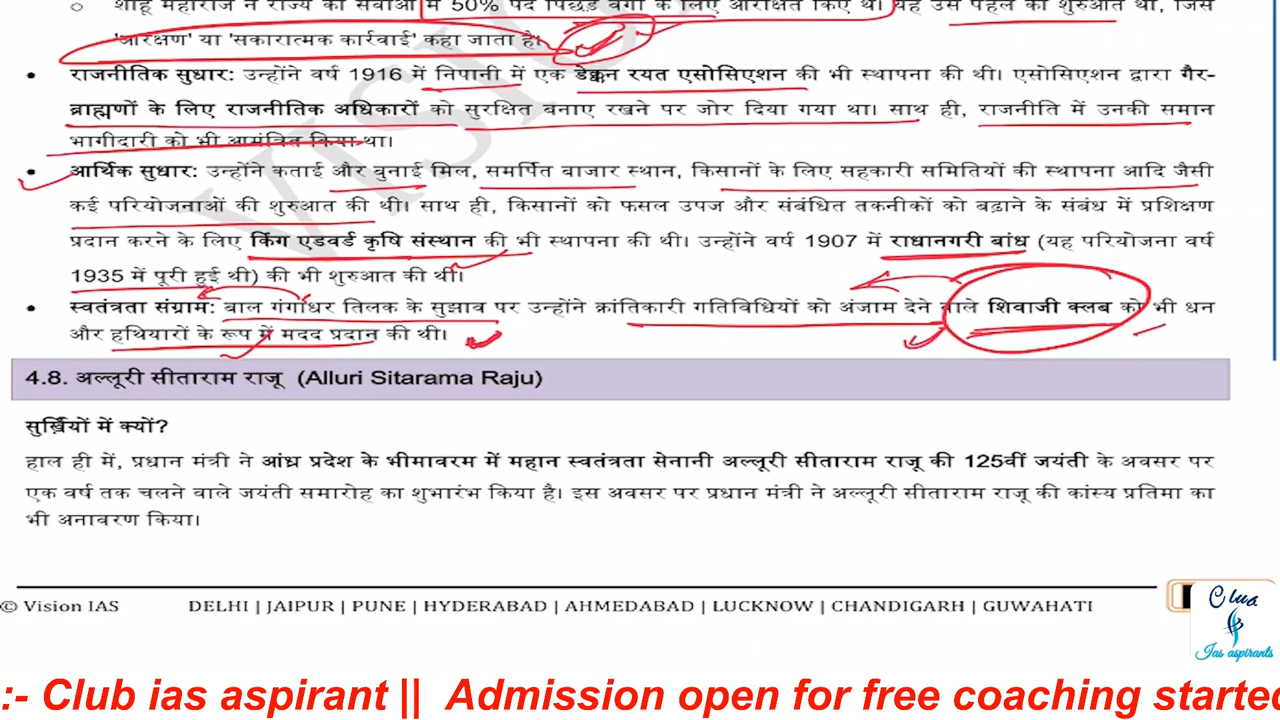 शाहू महाराज ने राज्य की सेवाओं में 50% पद पिछड़े वर्गों के लिए आरक्षित किए थे। यह उस पहल की शुरुआत थी, जिसे
'आरक्षण' या 'सकारात्मक कार्रवाई' कहा जाता है।
• राजनीतिक सुधार: उन्होंने वर्ष 1916 में निपानी में एक डेक्कन रयत एसोसिएशन की भी स्थापना की थी। एसोसिएशन द्वारा गैर-
ब्राह्मणों के लिए राजनीतिक अधिकारों को सुरक्षित बनाए रखने पर जोर दिया गया था। साथ ही, राजनीति में उनकी समान
भागीदारी को भी आमंत्रित किया था।
• आर्थिक सुधार: उन्होंने कताई और बुनाई मिल, समर्पित बाजार स्थान, किसानों के लिए सहकारी समितियों की स्थापना आदि जैसी
कई परियोजनाओं की शुरुआत की थी। साथ ही, किसानों को फसल उपज और संबंधित तकनीकों को बढ़ाने के संबंध में प्रशिक्षण
प्रदान करने के लिए किंग एडवर्ड कृषि संस्थान की भी स्थापना की थी। उन्होंने वर्ष 1907 में राधानगरी बांध (यह परियोजना वर्ष
1935 में पूरी हुई थी) की भी शुरुआत की थी।
• स्वतंत्रता संग्राम: बाल गंगाधर तिलक के सुझाव पर उन्होंने क्रांतिकारी गतिविधियों को अंजाम देने वाले शिवाजी क्लब को भी धन
और हथियारों के रूप में मदद प्रदान की थी।
4.8. अल्लूरी सीताराम राजू (Alluri Sitarama Raju)
सुर्ख़ियों में क्यों?
हाल ही में, प्रधान मंत्री ने आंध्र प्रदेश के भीमावरम में महान स्वतंत्रता सेनानी अल्लूरी सीताराम राजू की 125वीं जयंती के अवसर पर
एक वर्ष तक चलने वाले जयंती समारोह का शुभारंभ किया है। इस अवसर पर प्रधान मंत्री ने अल्लूरी सीताराम राजू की कांस्य प्रतिमा का
भी अनावरण किया।
© Vision IAS DELHI | JAIPUR | PUNE | HYDERABAD | AHMEDABAD | LUCKNOW | CHANDIGARH | GUWAHATI
Ias aspirants
:- Club ias aspirant || Admission open for free coaching started